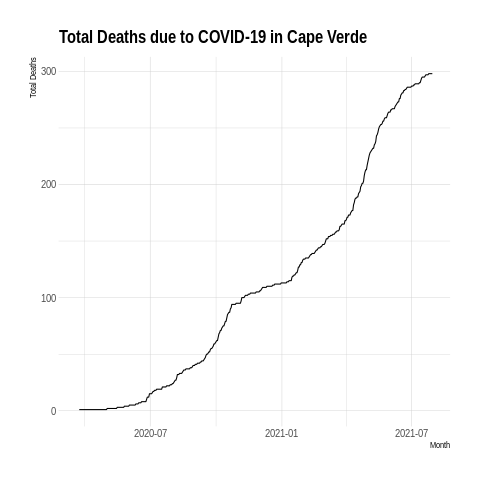 Total Deaths due to COVID-19 in Cape Verde
Total Deaths
300
200
100
0
2020-07
2021-01
2021-07
Month